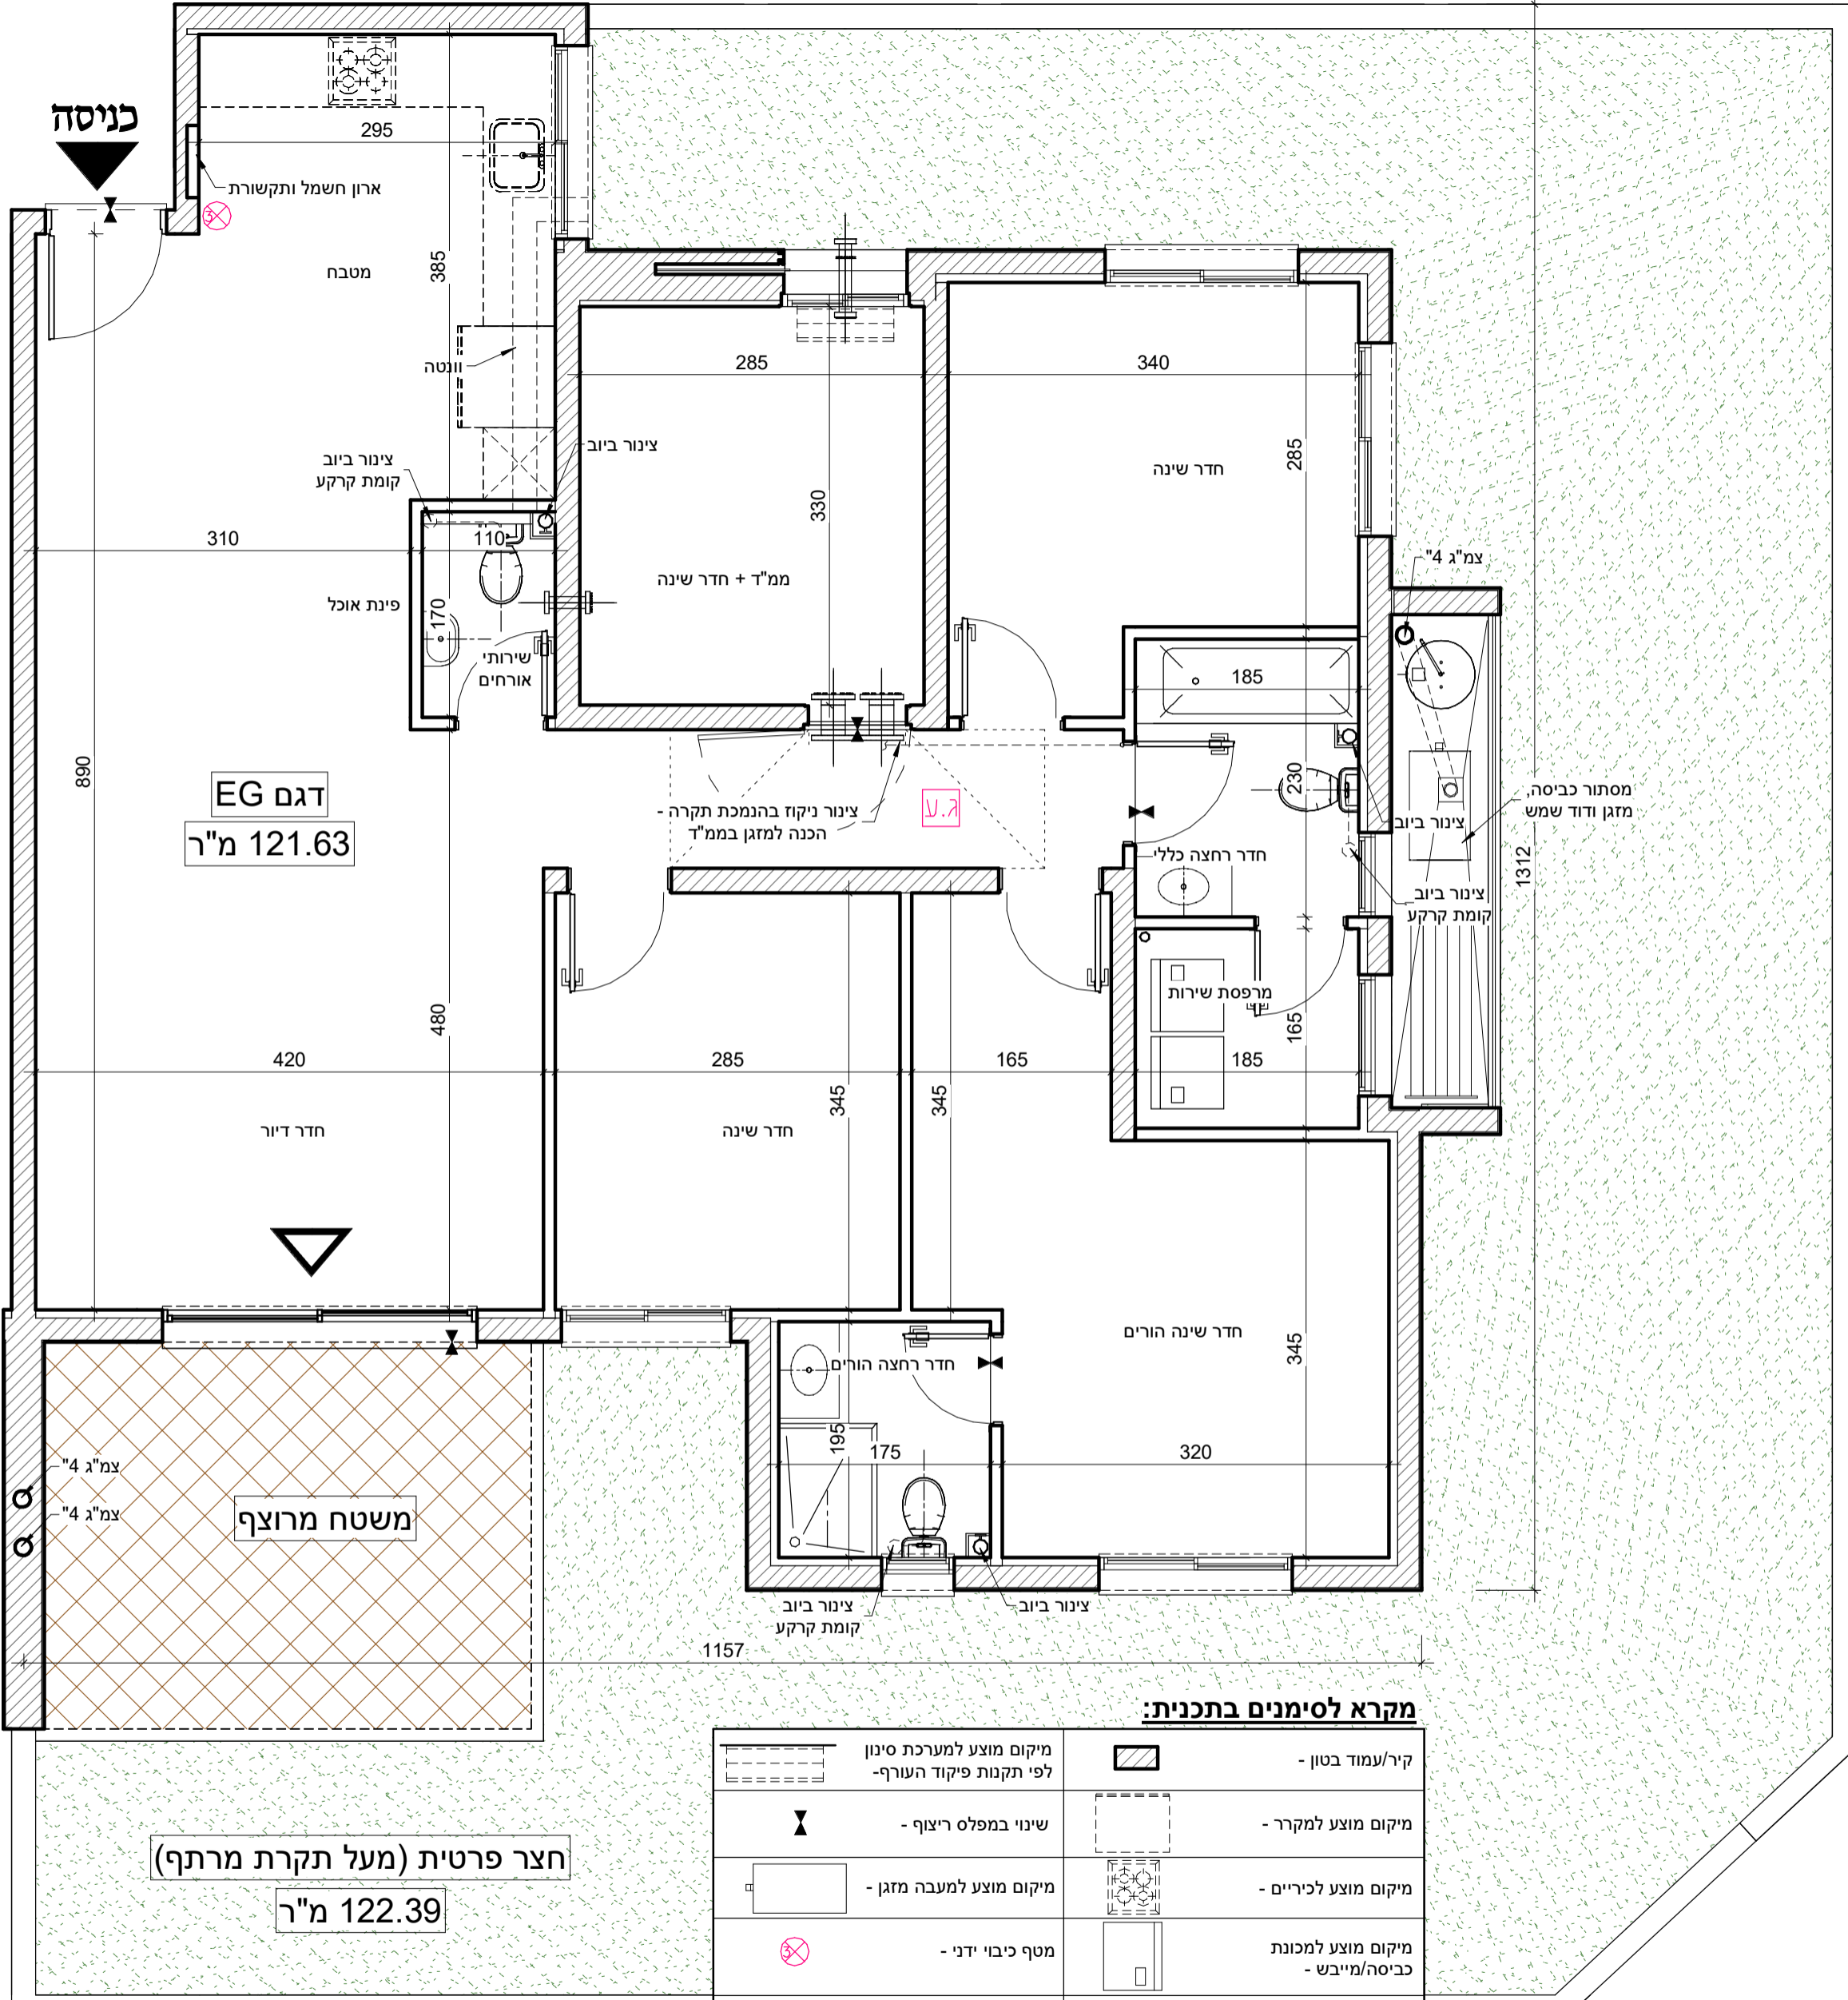 כניסה
295
ארון חשמל ותקשורת
3
מטבח
385
וונטה
285
340
צינור ביוב
צינור ביוב
קומת קרקע
330
חדר שינה
285
310
110
ממ"ד + חדר שינה
צמ"ג 4"
פינת אוכל
170
שירותי
אורחים
185
890
דגם EG
121.63 מ"ר
צינור ניקוז בהנמכת תקרה -
הכנה למזגן בממ"ד
ג.ע
230
צינור ביוב
מסתור כביסה,
מזגן ודוד שמש
חדר רחצה כללי
1312
צינור ביוב
קומת קרקע
מרפסת שירות
480
165
420
285
345
345
165
185
חדר דיור
חדר שינה
חדר שינה הורים
345
חדר רחצה הורים
195
175
320
צמ"ג 4"
צמ"ג 4"
משטח מרוצף
צינור ביוב
קומת קרקע
צינור ביוב
1157
מקרא לסימנים בתכנית:
קיר/עמוד בטון -
מיקום מוצע למערכת סינון
לפי תקנות פיקוד העורף-
מיקום מוצע למקרר -
שינוי במפלס ריצוף -
מיקום מוצע לכיריים -
מיקום מוצע למעבה מזגן -
מיקום מוצע למכונת
כביסה/מייבש -
מטף כיבוי ידני -
3
חצר פרטית (מעל תקרת מרתף)
122.39 מ"ר